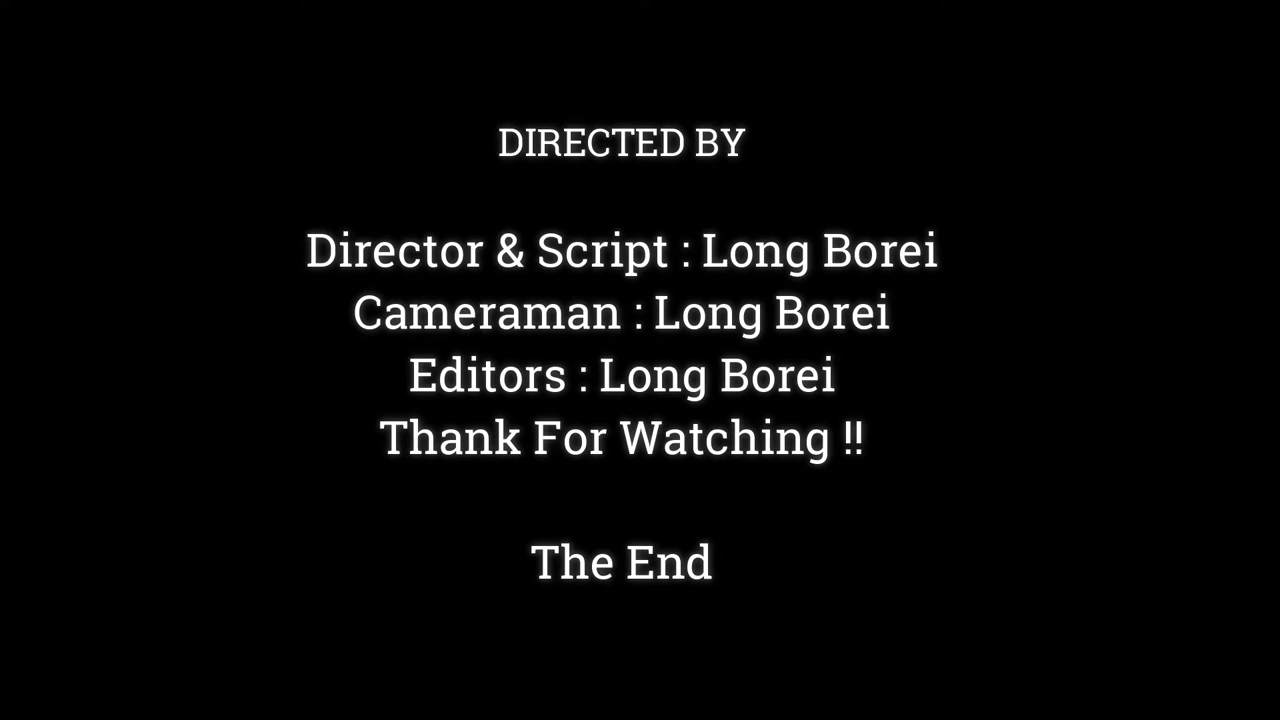 DIRECTED BY
Director & Script : Long Borei
Cameraman : Long Borei
Editors : Long Borei
Thank For Watching !!
The End